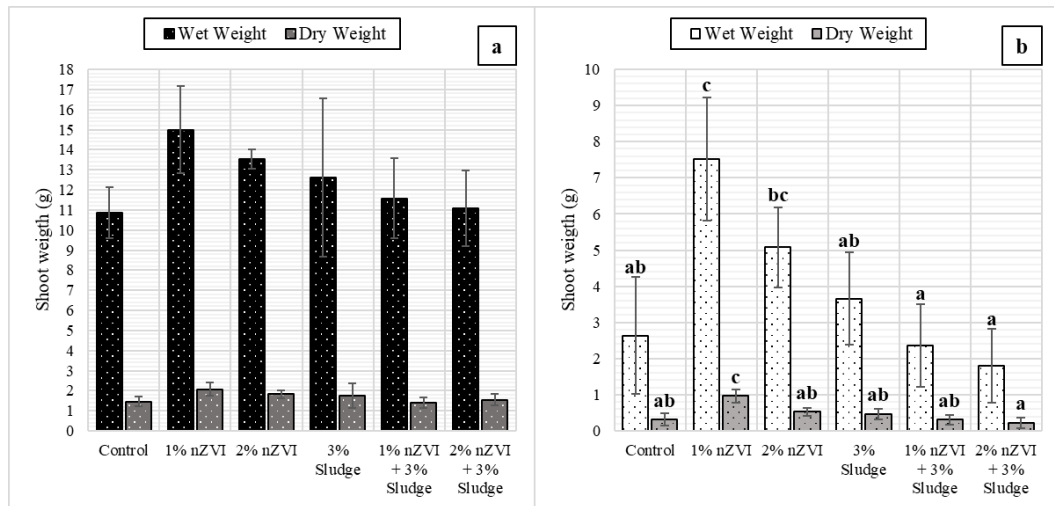 Wet Weight Dry Weight
a
Shoot weigth (g)
18
17
16
15
14
13
12
11
10
9
8
7
6
5
4
3
2
1
0
Control 1% nZVI 2% nZVI 3% 1% nZVI 2% nZVI
Sludge + 3% + 3%
Sludge Sludge
Wet Weight Dry Weight
b
Shoot weigth (g)
10
9
8
7
6
5
4
3
2
1
0
c
bc
ab ab
a
a
c
ab ab ab ab a
Control 1% nZVI 2% nZVI 3% 1% nZVI 2% nZVI
Sludge + 3% + 3%
Sludge Sludge